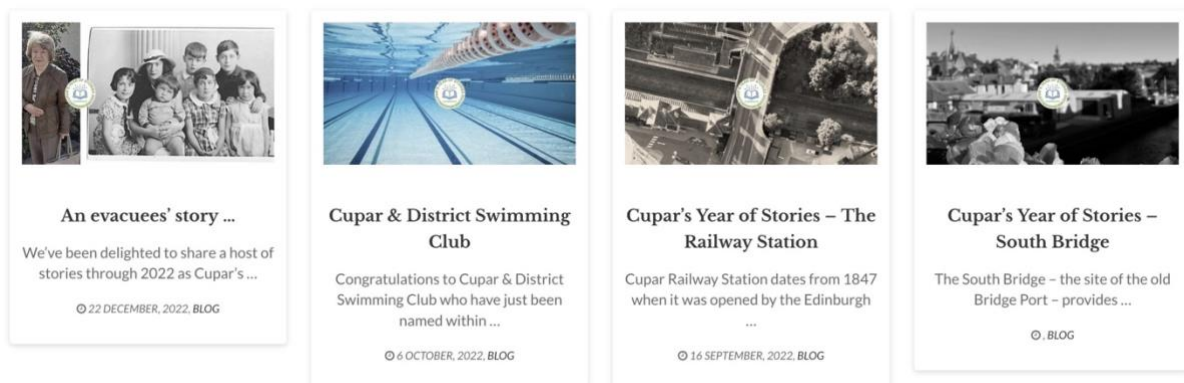 An evacuees’ story ...
We’ve been delighted to share a host of
stories through 2022 as Cupar’s ...
22 DECEMBER, 2022, BLOG
Cupar & District Swimming
Club
Congratulations to Cupar & District
Swimming Club who have just been
named within ...
6 OCTOBER, 2022, BLOG
Cupar’s Year of Stories – The
Railway Station
Cupar Railway Station dates from 1847
when it was opened by the Edinburgh
...
16 SEPTEMBER, 2022, BLOG
Cupar’s Year of Stories –
South Bridge
The South Bridge – the site of the old
Bridge Port – provides ...
, BLOG